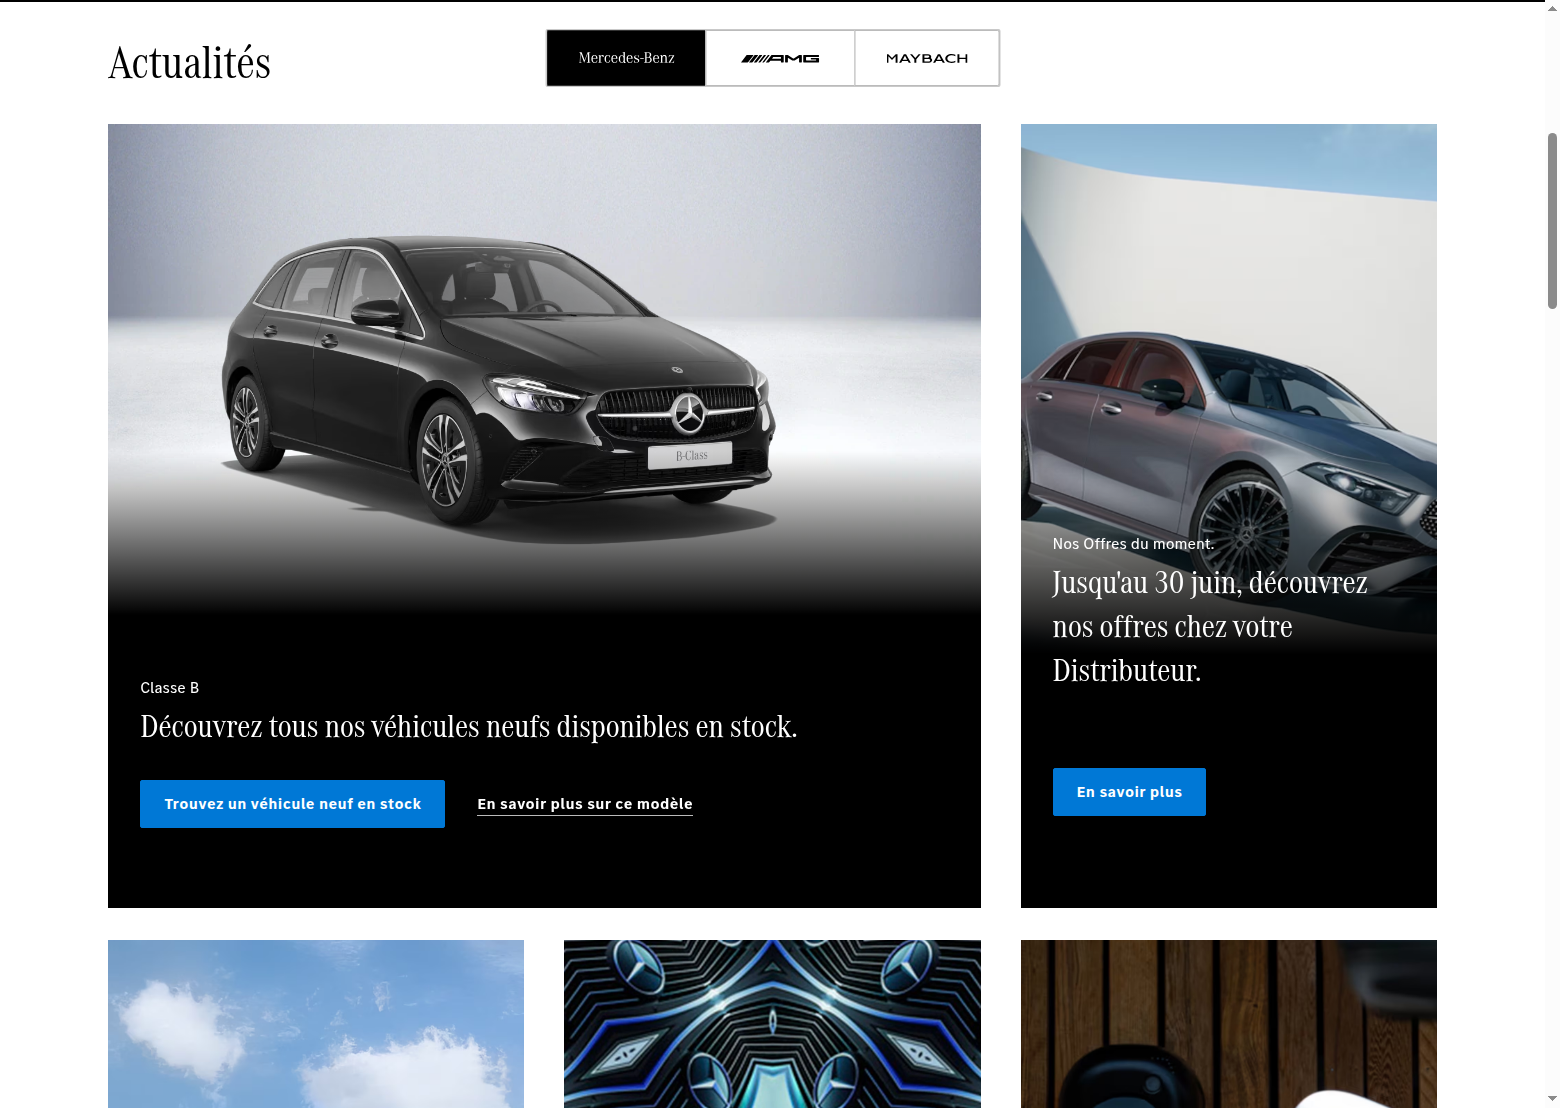 Actualités
Mercedes-Benz
AMG
MAYBACH
B-Class
Classe B
Découvrez tous nos véhicules neufs disponibles en stock.
Trouvez un véhicule neuf en stock
En savoir plus sur ce modèle
Nos Offres du moment.
Jusqu'au 30 juin, découvrez
nos offres chez votre
Distributeur.
En savoir plus